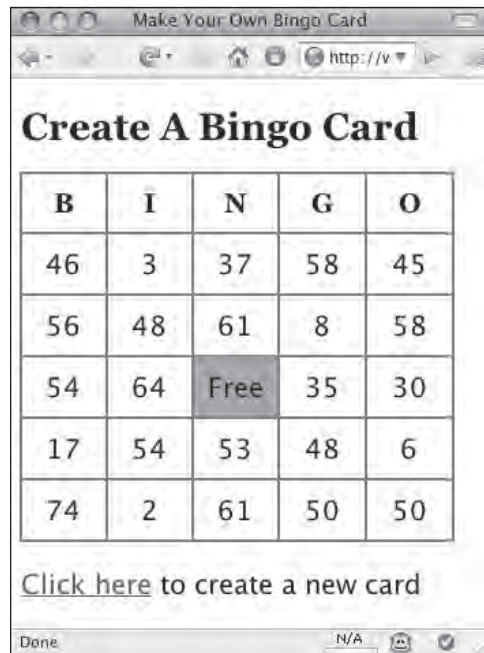 Make Your Own Bingo Card
http://v
Create A Bingo Card
B I N G O
46 3 37 58 45
56 48 61 8 58
54 64 Free 35 30
17 54 53 48 6
74 2 61 50 50
Click here to create a new card
Done N/A